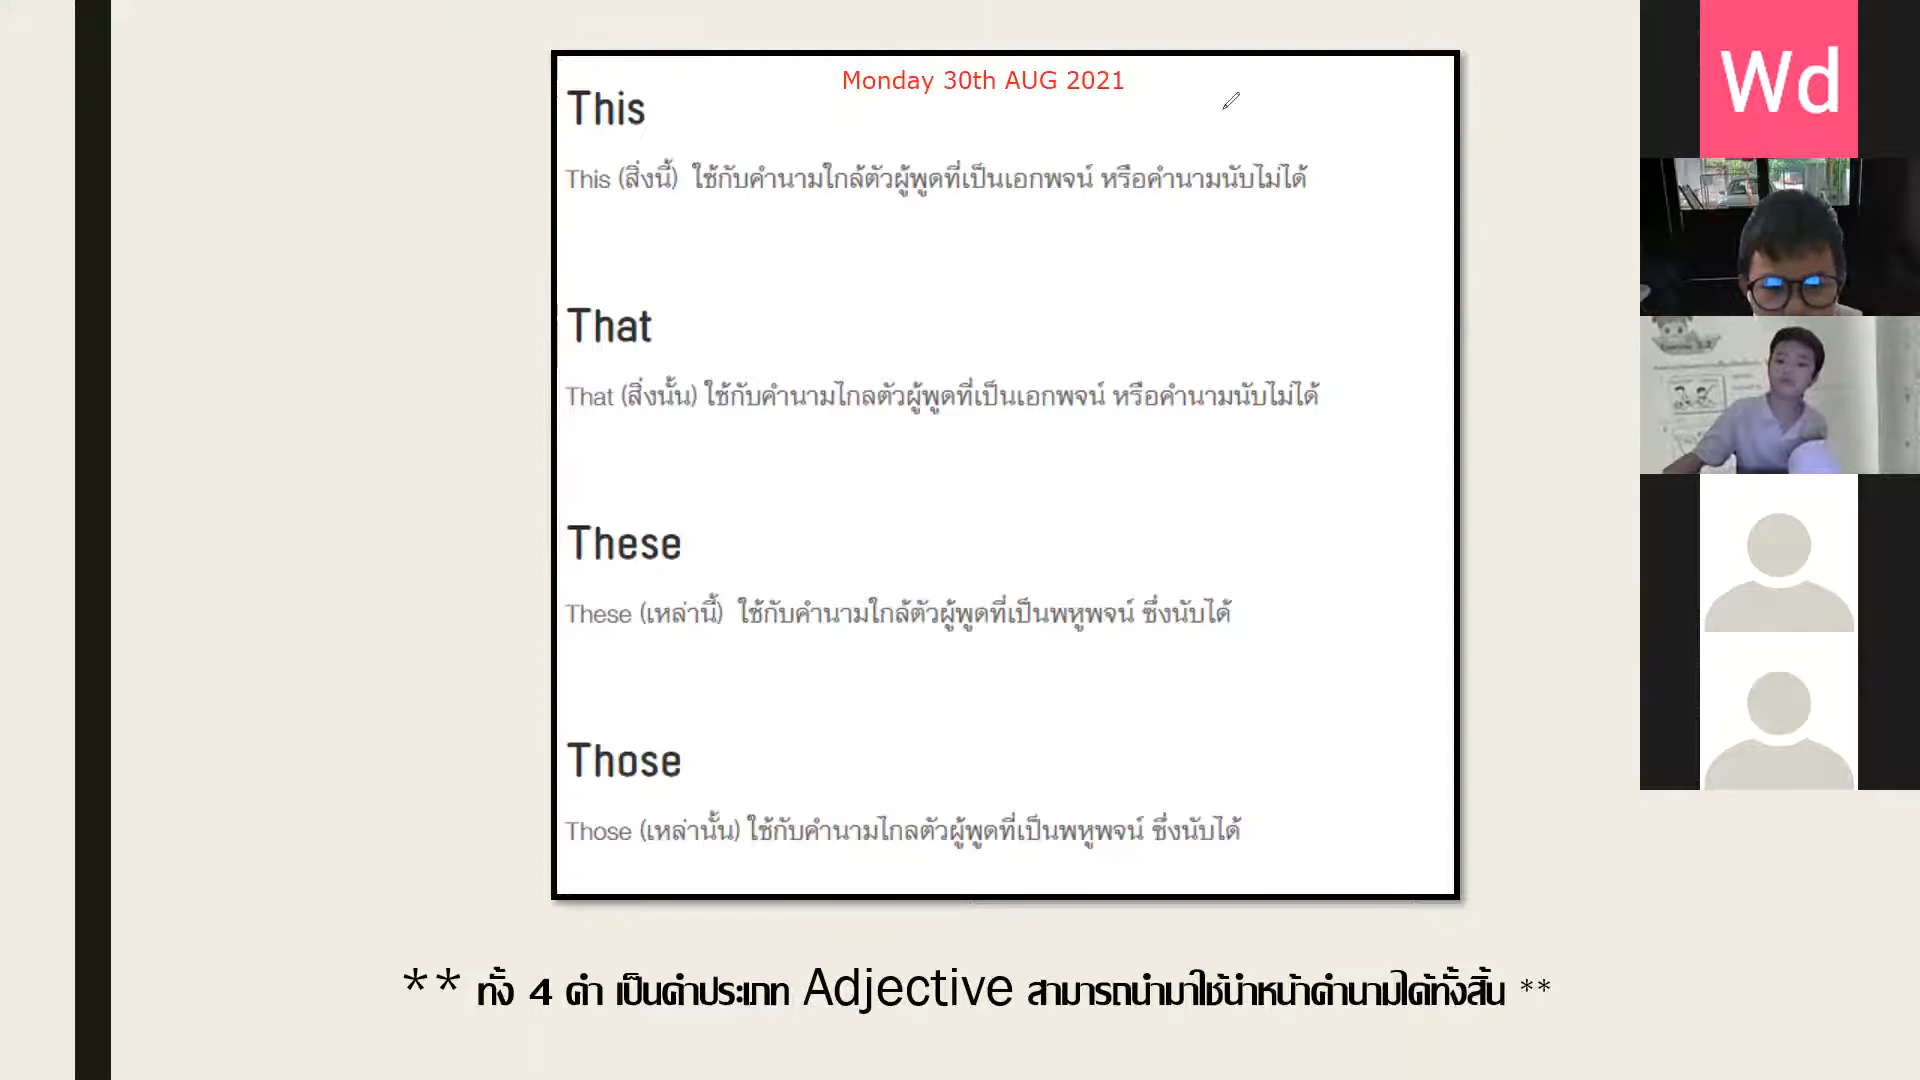 Monday 30th AUG 2021
This
This (สิ่งนี้) ใช้กับคำนามใกล้ตัวผู้พูดที่เป็นเอกพจน์ หรือคำนามนับไม่ได้
That
That (สิ่งนั้น) ใช้กับคำนามไกลตัวผู้พูดที่เป็นเอกพจน์ หรือคำนามนับไม่ได้
These
These (เหล่านี้) ใช้กับคำนามใกล้ตัวผู้พูดที่เป็นพหูพจน์ ซึ่งนับได้
Those
Those (เหล่านั้น) ใช้กับคำนามไกลตัวผู้พูดที่เป็นพหูพจน์ ซึ่งนับได้
** ทั้ง 4 คำ เป็นคำประเภท Adjective สามารถนำมาใช้นำหน้าคำนามได้ทั้งสิ้น **
Wd